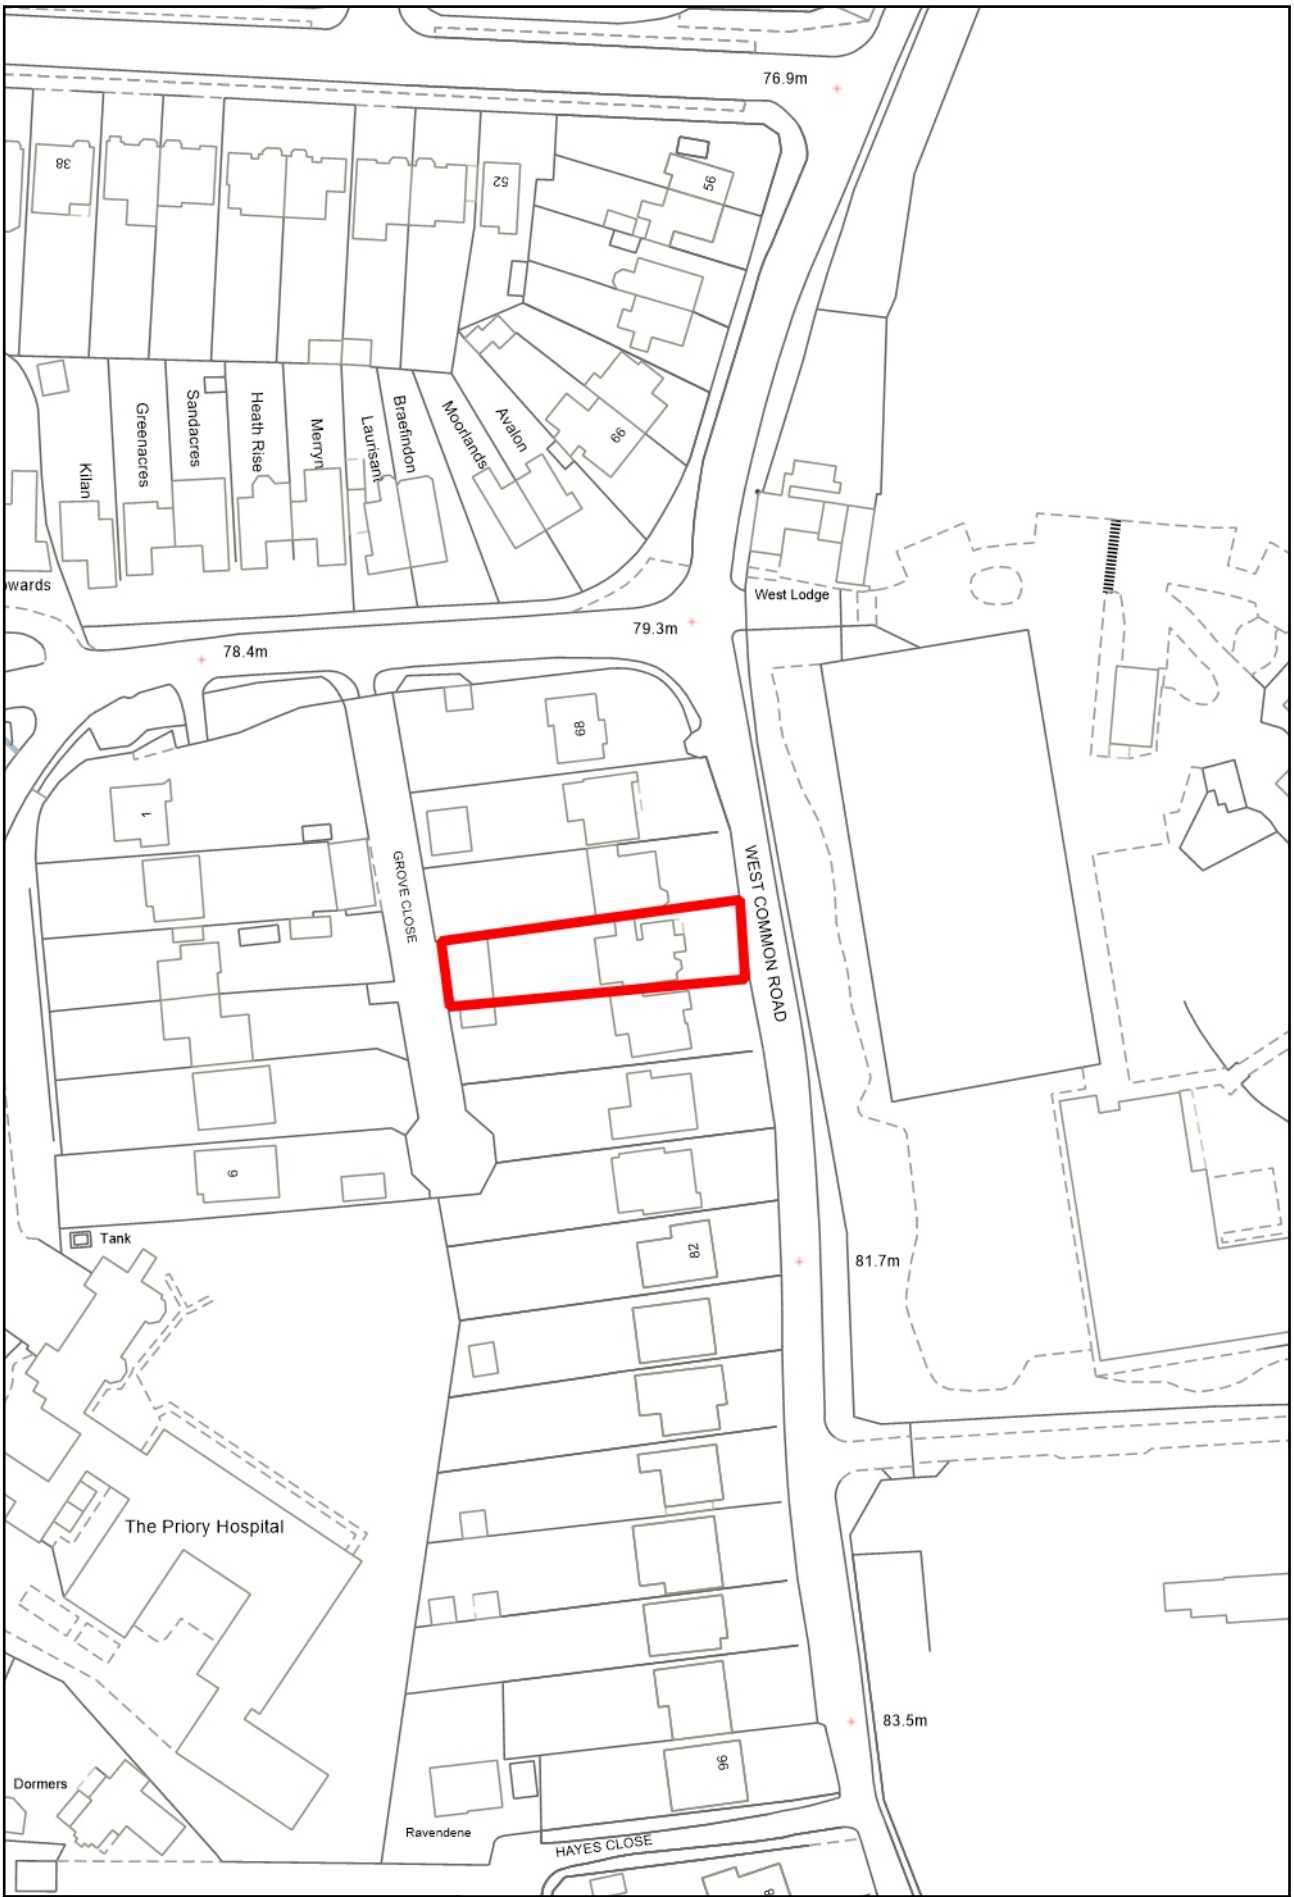 76.9m
38
52
56
Greenacres
Sandacres
Heath Rise
Merryn
Laurisant
Braefindon
Moorlands
Avalon
66
Kilan
wards
West Lodge
79.3m
78.4m
68
1
GROVE CLOSE
WEST COMMON ROAD
9
Tank
82
81.7m
The Priory Hospital
83.5m
96
Dormers
Ravendene
HAYES CLOSE